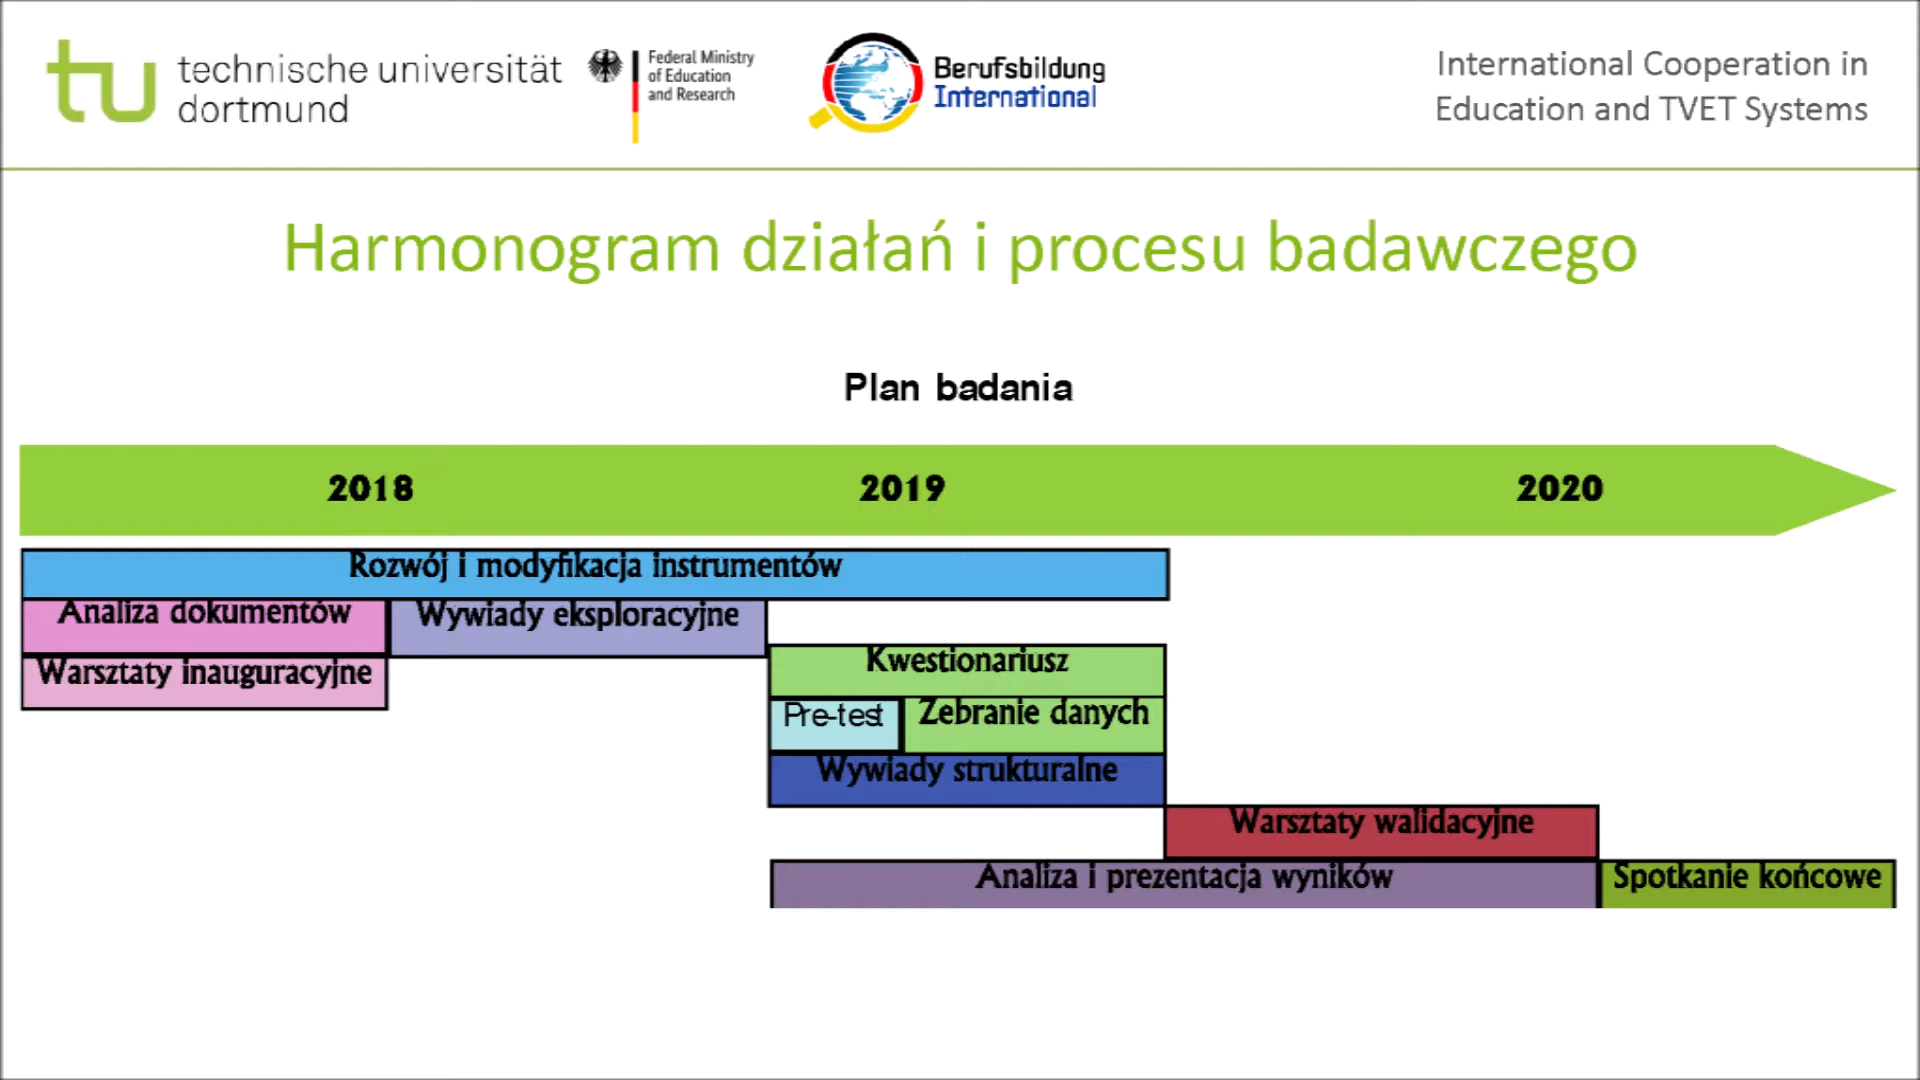 technische universität
dortmund
Federal Ministry
of Education
and Research
Berufsbildung
International
International Cooperation in
Education and TVET Systems
Harmonogram działań i procesu badawczego
Plan badania
2018 2019 2020
Rozwój i modyfikacja instrumentów
Analiza dokumentów Wywiady eksploracyjne
Warsztaty inauguracyjne
Kwestionariusz
Pre-test Zebranie danych
Wywiady strukturalne
Warsztaty walidacyjne
Analiza i prezentacja wyników Spotkanie końcowe